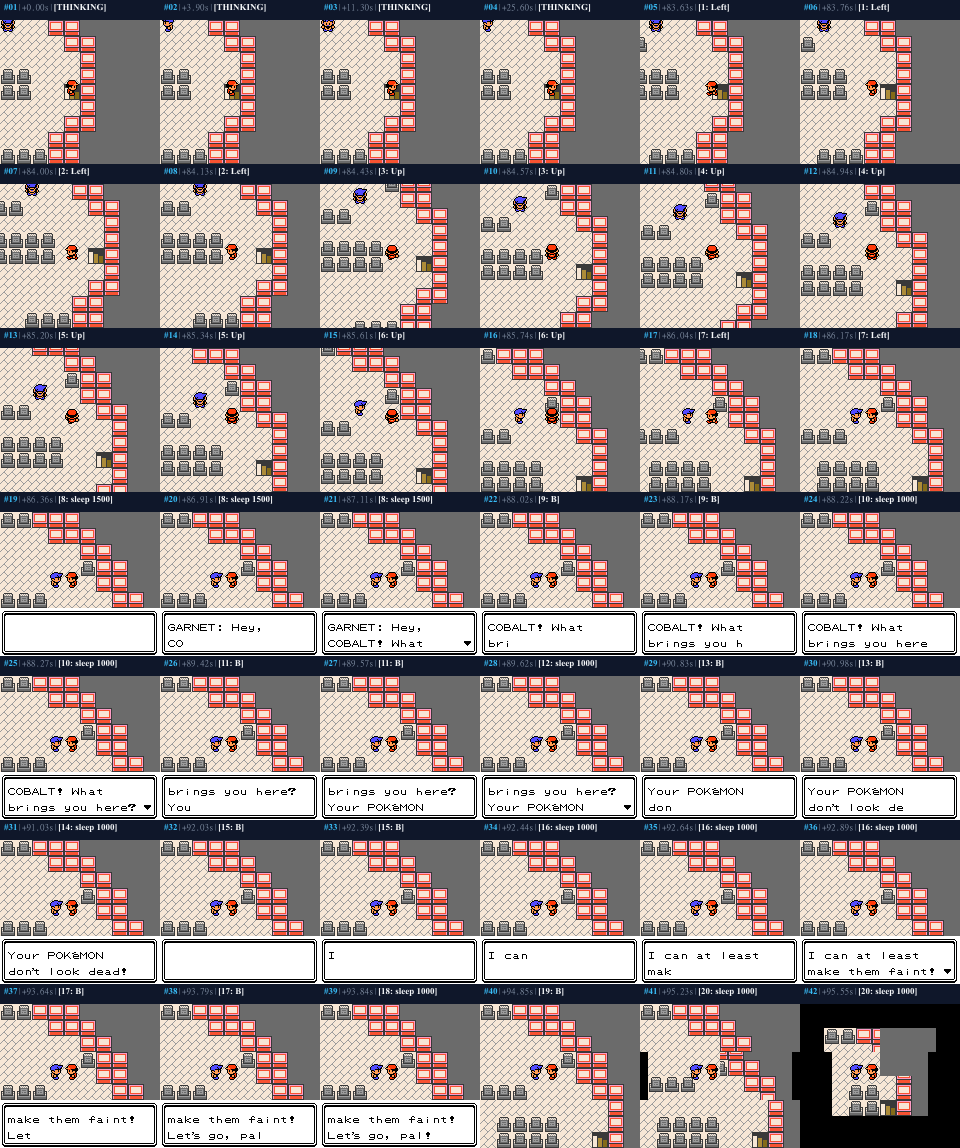 #01|+0.00s|[THINKING]
#02|+3.90s|[THINKING]
#03|+11.30s|[THINKING]
#04|+25.60s|[THINKING]
#05|+83.63s|[1: Left]
#06|+83.76s|[1: Left]
#07|+84.00s|[2: Left]
#08|+84.13s|[2: Left]
#09|+84.43s|[3: Up]
#10|+84.57s|[3: Up]
#11|+84.80s|[4: Up]
#12|+84.94s|[4: Up]
#13|+85.20s|[5: Up]
#14|+85.34s|[5: Up]
#15|+85.61s|[6: Up]
#16|+85.74s|[6: Up]
#17|+86.04s|[7: Left]
#18|+86.17s|[7: Left]
#19|+86.36s|[8: sleep 1500]
#20|+86.91s|[8: sleep 1500]
#21|+87.11s|[8: sleep 1500]
#22|+88.02s|[9: B]
#23|+88.17s|[9: B]
#24|+88.22s|[10: sleep 1000]
GARNET: Hey,
CO
GARNET: Hey,
COBALT! What
COBALT! What
bri
COBALT! What
brings you h
COBALT! What
brings you here
#25|+88.27s|[10: sleep 1000]
#26|+89.42s|[11: B]
#27|+89.57s|[11: B]
#28|+89.62s|[12: sleep 1000]
#29|+90.83s|[13: B]
#30|+90.98s|[13: B]
COBALT! What
brings you here?
brings you here?
You
brings you here?
Your POKéMON
brings you here?
Your POKéMON
Your POKéMON
don
Your POKéMON
don't look de
#31|+91.03s|[14: sleep 1000]
#32|+92.03s|[15: B]
#33|+92.39s|[15: B]
#34|+92.44s|[16: sleep 1000]
#35|+92.64s|[16: sleep 1000]
#36|+92.89s|[16: sleep 1000]
Your POKéMON
don't look dead!
I
I can
I can at least
mak
I can at least
make them faint!
#37|+93.64s|[17: B]
#38|+93.79s|[17: B]
#39|+93.84s|[18: sleep 1000]
#40|+94.85s|[19: B]
#41|+95.23s|[20: sleep 1000]
#42|+95.55s|[20: sleep 1000]
make them faint!
Let
make them faint!
Let's go, pal
make them faint!
Let's go, pal!